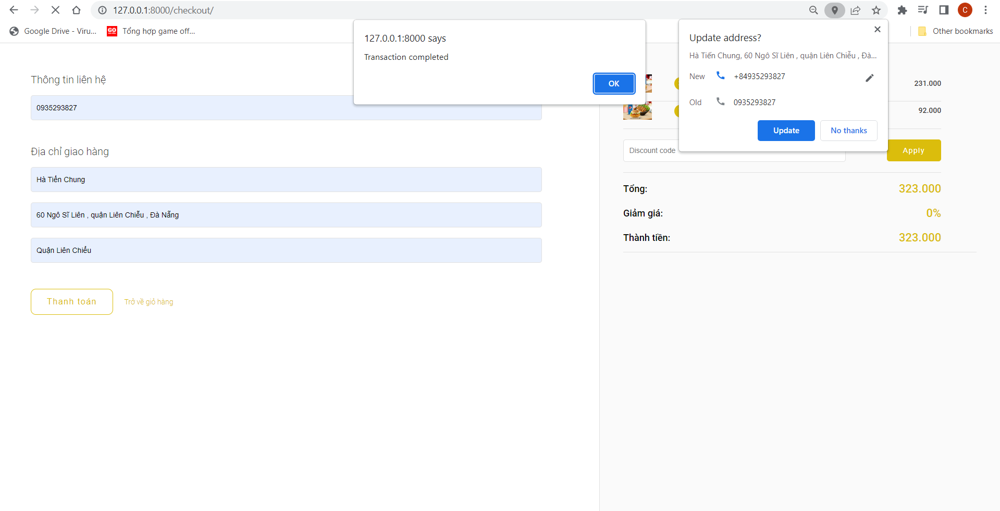 127.0.0.1:8000/checkout/
C
Google Drive - Viru...
GO
Tổng hợp game off...
Other bookmarks
127.0.0.1:8000 says
Transaction completed
OK
Update address?
Hà Tiến Chung, 60 Ngô Sĩ Liên , quận Liên Chiễu , Đà...
New
+84935293827
Old
0935293827
Update
No thanks
Thông tin liên hệ
0935293827
Địa chỉ giao hàng
Hà Tiến Chung
60 Ngô Sĩ Liên , quận Liên Chiễu , Đà Nẵng
Quận Liên Chiểu
Thanh toán
Trở về giỏ hàng
231.000
92.000
Discount code
Apply
Tổng:
323.000
Giảm giá:
0%
Thành tiền:
323.000